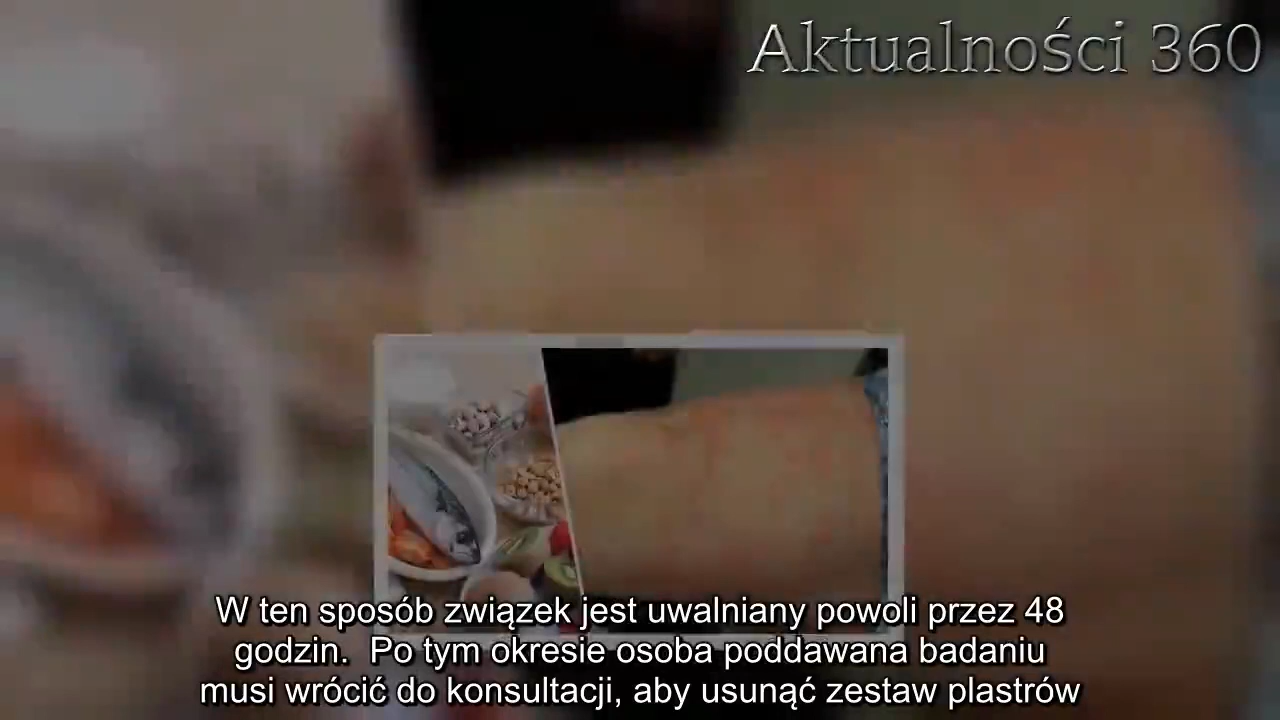 Aktualności 360
W ten sposób związek jest uwalniany powoli przez 48
godzin.  Po tym okresie osoba poddawana badaniu
musi wrócić do konsultacji, aby usunąć zestaw plastrów